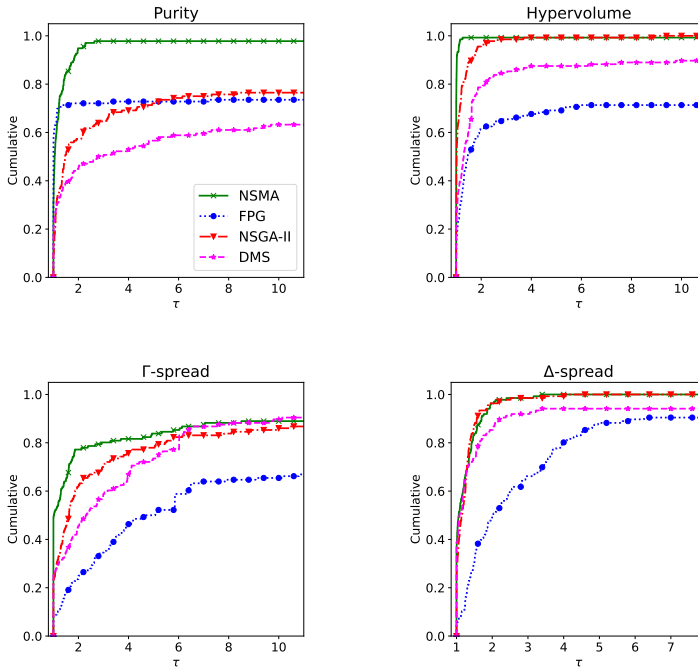 Purity
Cumulative
1.0
0.8
0.6
0.4
0.2
0.0
2 4 6 8 10
τ
NSMA
FPG
NSGA-II
DMS
Hypervolume
Cumulative
1.0
0.8
0.6
0.4
0.2
0.0
2 4 6 8 10
τ
Γ-spread
Cumulative
1.0
0.8
0.6
0.4
0.2
0.0
2 4 6 8 10
τ
Δ-spread
Cumulative
1.0
0.8
0.6
0.4
0.2
0.0
1 2 3 4 5 6 7
τ